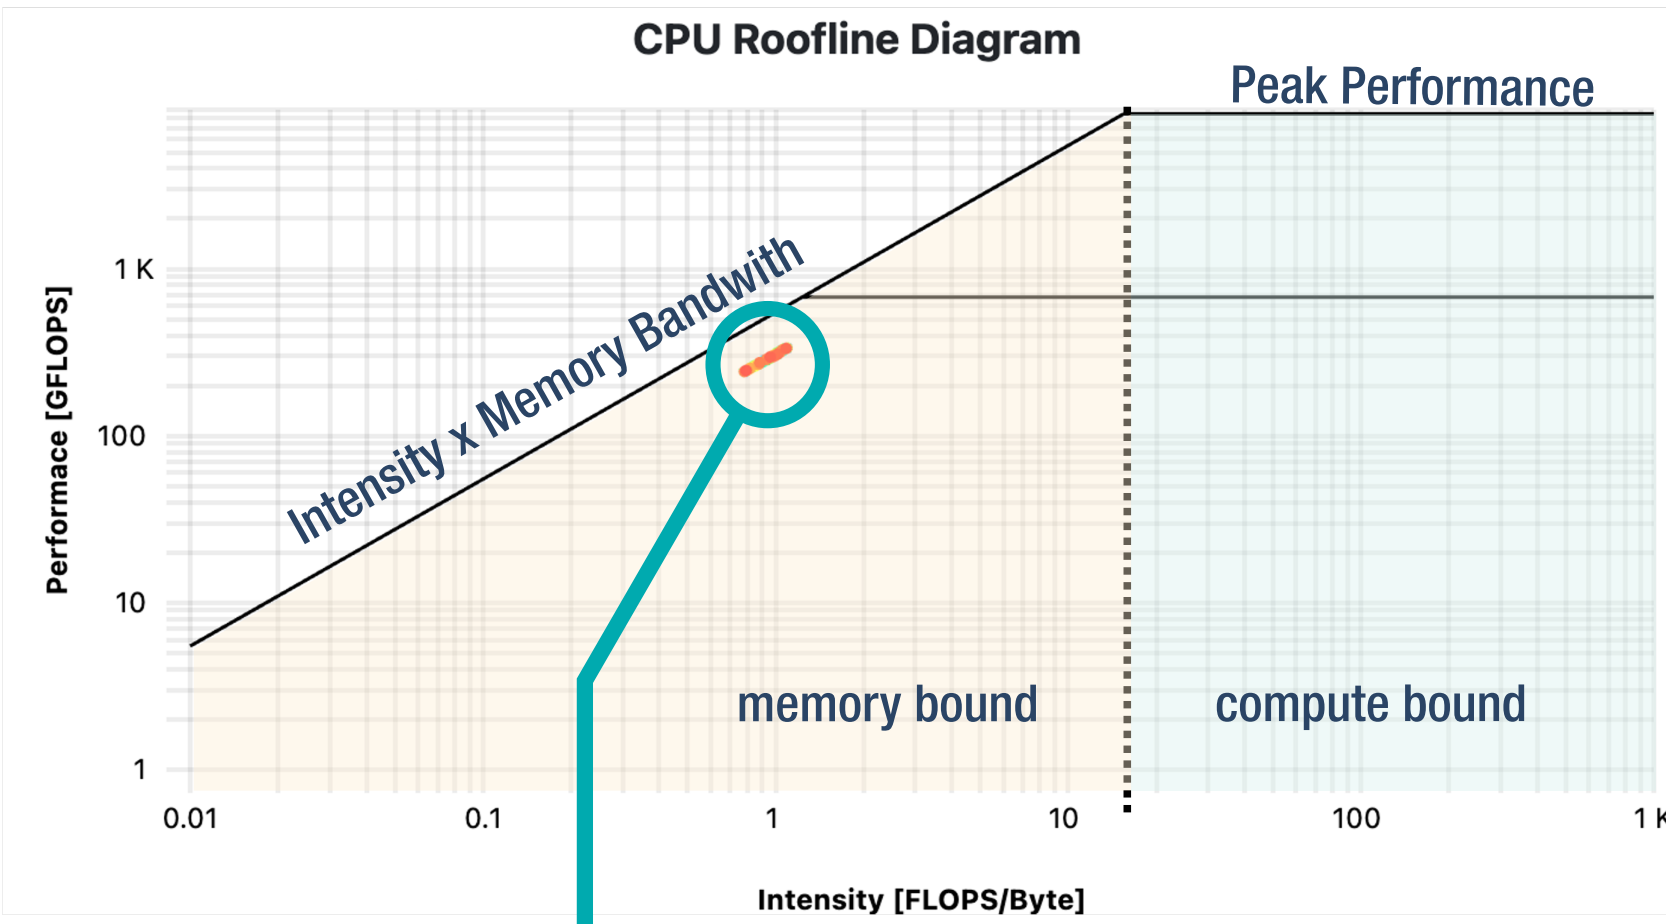 CPU Roofline Diagram
Peak Performance
Intensity x Memory Bandwith
Performace [GFLOPS]
1 K
100
10
1
memory bound
compute bound
0.01
0.1
1
10
100
1 K
Intensity [FLOPS/Byte]